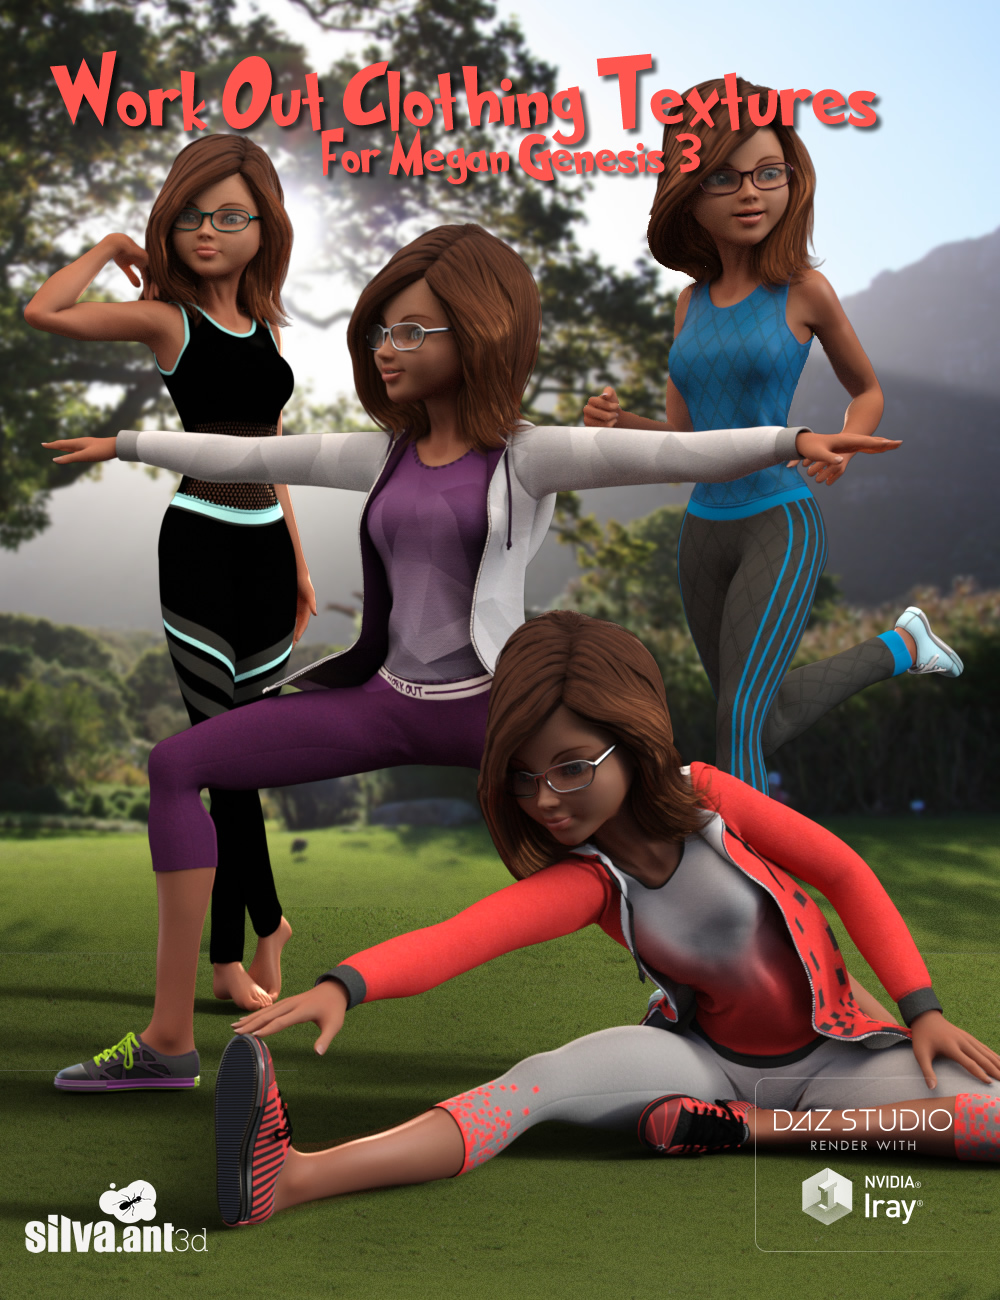 Work Out Clothing Textures
For Megan Genesis 3
WORK OUT
DAZ STUDIO
RENDER WITH
NVIDIA®
Iray®
silva.ant3d